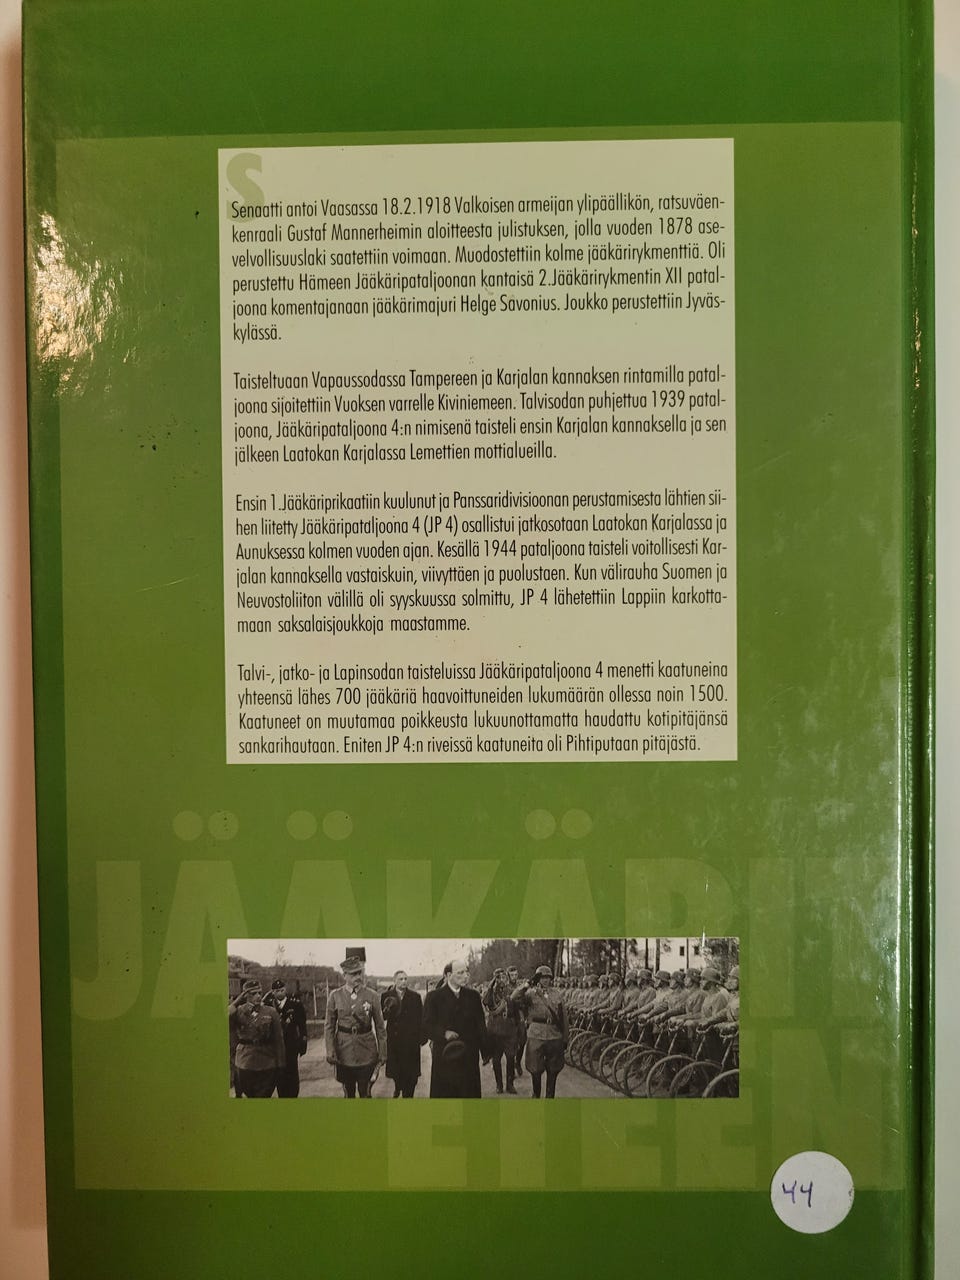 S
Senaatti antoi Vaasassa 18.2.1918 Valkoisen armeijan ylipäällikön, ratsuväen-
kenraali Gustaf Mannerheimin aloitteesta julistuksen, jolla vuoden 1878 ase-
velvollisuuslaki saatettiin voimaan. Muodostettiin kolme jääkärirykmenttiä. Oli
perustettu Hämeen Jääkäripataljoonan kantaisä 2.Jääkärirykmentin XII patal-
joona komentajanaan jääkärimajuri Helge Savonius. Joukko perustettiin Jyväs-
kylässä.
Taisteltuaan Vapaussodassa Tampereen ja Karjalan kannaksen rintamilla patal-
joona sijoitettiin Vuoksen varrelle Kiviniemeen. Talvisodan puhjettua 1939 patal-
joona, Jääkäripataljoona 4:n nimisenä taisteli ensin Karjalan kannaksella ja sen
jälkeen Laatokan Karjalassa Lemettien mottialueilla.
Ensin 1.Jääkäriprikaatiin kuulunut ja Panssaridivisioonan perustamisesta lähtien sii-
hen liitetty Jääkäripataljoona 4 (JP 4) osallistui jatkosotaan Laatokan Karjalassa ja
Aunuksessa kolmen vuoden ajan. Kesällä 1944 pataljoona taisteli voitollisesti Kar-
jalan kannaksella vastaiskuin, viivyttäen ja puolustaen. Kun välirauha Suomen ja
Neuvostoliiton välillä oli syyskuussa solmittu, JP 4 lähetettiin Lappiin karkotta-
maan saksalaisjoukkoja maastamme.
Talvi-, jatko- ja Lapinsodan taisteluissa Jääkäripataljoona 4 menetti kaatuneina
yhteensä lähes 700 jääkäriä haavoittuneiden lukumäärän ollessa noin 1500.
Kaatuneet on muutamaa poikkeusta lukuunottamatta haudattu kotipitäjänsä
sankarihautaan. Eniten JP 4:n riveissä kaatuneita oli Pihtiputaan pitäjästä.
JÄÄKÄRIT
ETEEN
44